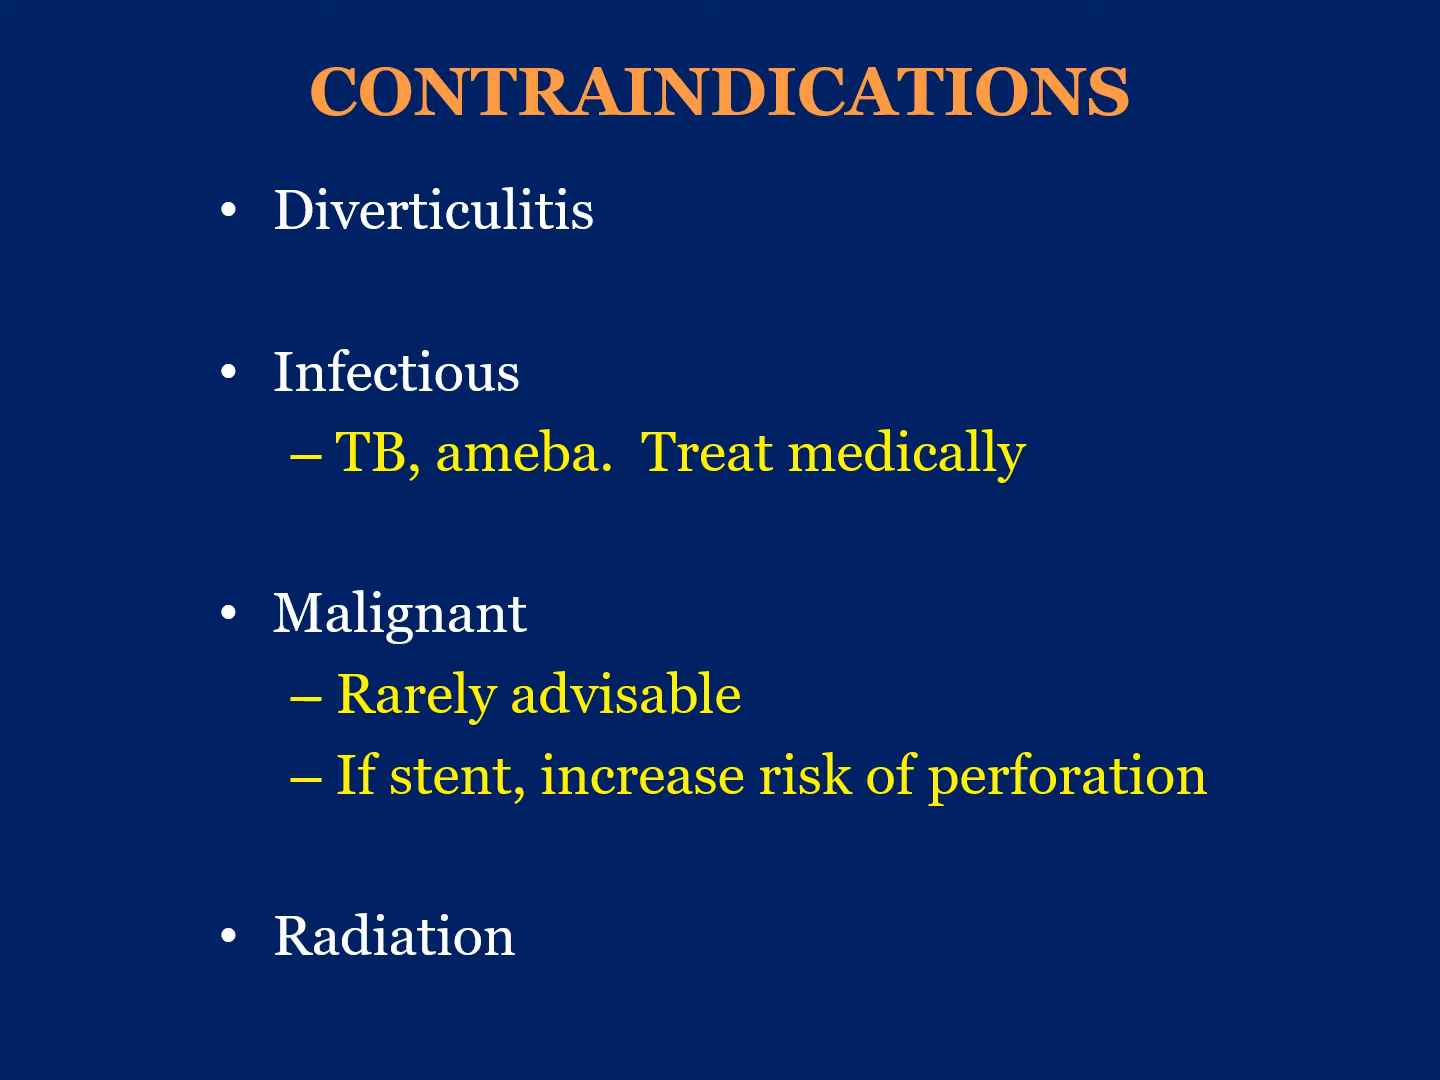 CONTRAINDICATIONS
• Diverticulitis
• Infectious
– TB, ameba.  Treat medically
• Malignant
– Rarely advisable
– If stent, increase risk of perforation
• Radiation